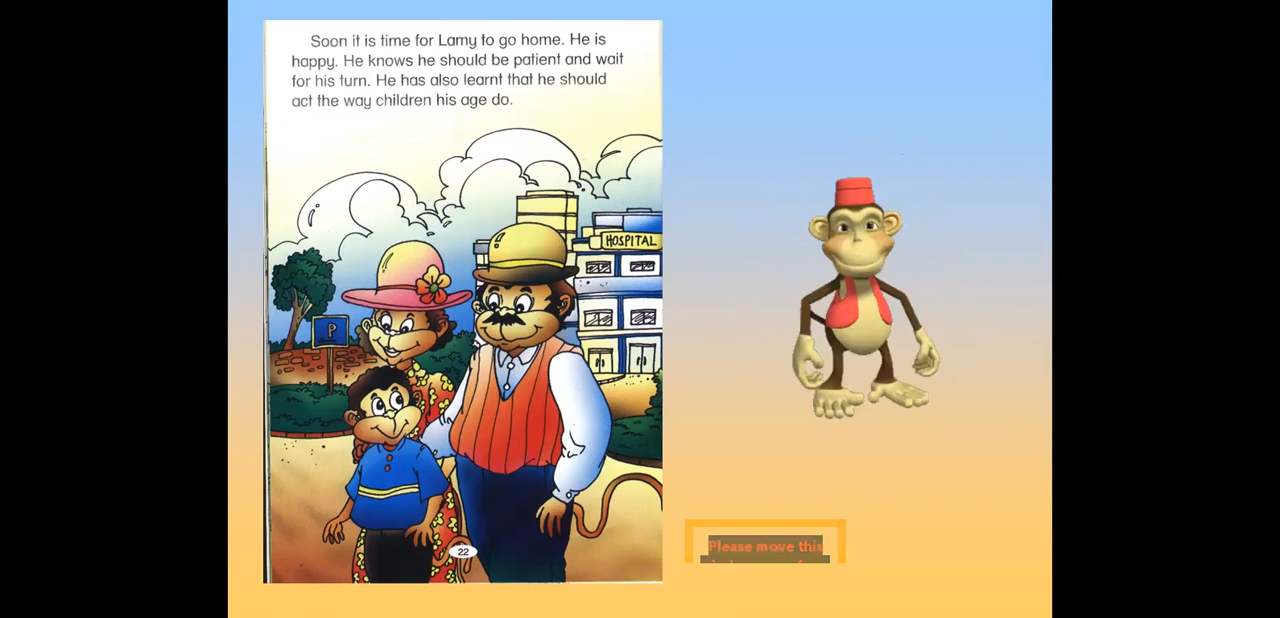 Soon it is time for Lamy to go home. He is
happy. He knows he should be patient and wait
for his turn. He has also learnt that he should
act the way children his age do.
HOSPITAL
P
22
Please move this